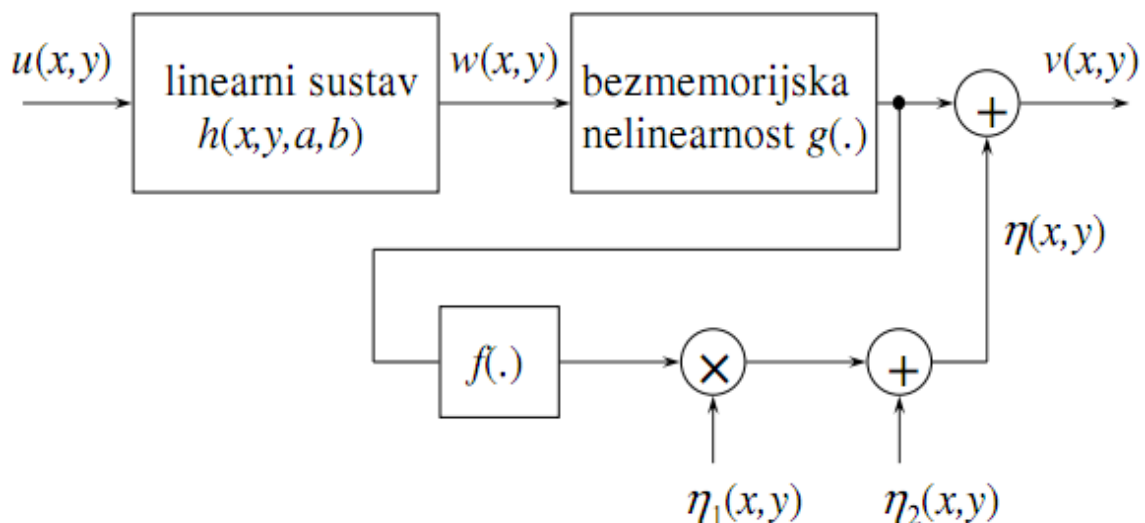 u(x,y)
linearni sustav
h(x,y,a,b)
w(x,y)
bezmemorijska
nelinearnost g(.)
+
v(x,y)
η(x,y)
f(.)
×
+
η₁(x,y)
η₂(x,y)